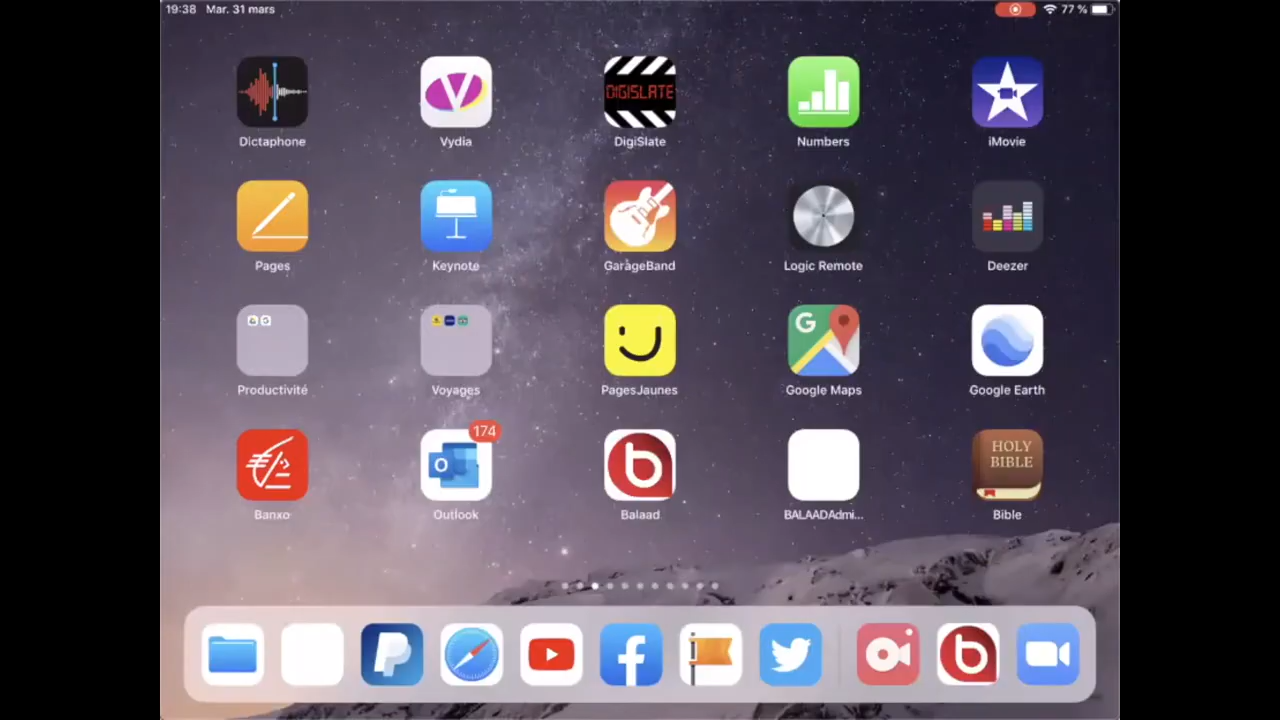 19:38 Mar. 31 mars 77 %
DIGISLATE
Dictaphone Vydia DigiSlate Numbers iMovie
Pages Keynote GarageBand Logic Remote Deezer
G
Productivité Voyages PagesJaunes Google Maps Google Earth
174
HOLY
BIBLE
O
Banxo Outlook Balaad BALAADAdmi... Bible